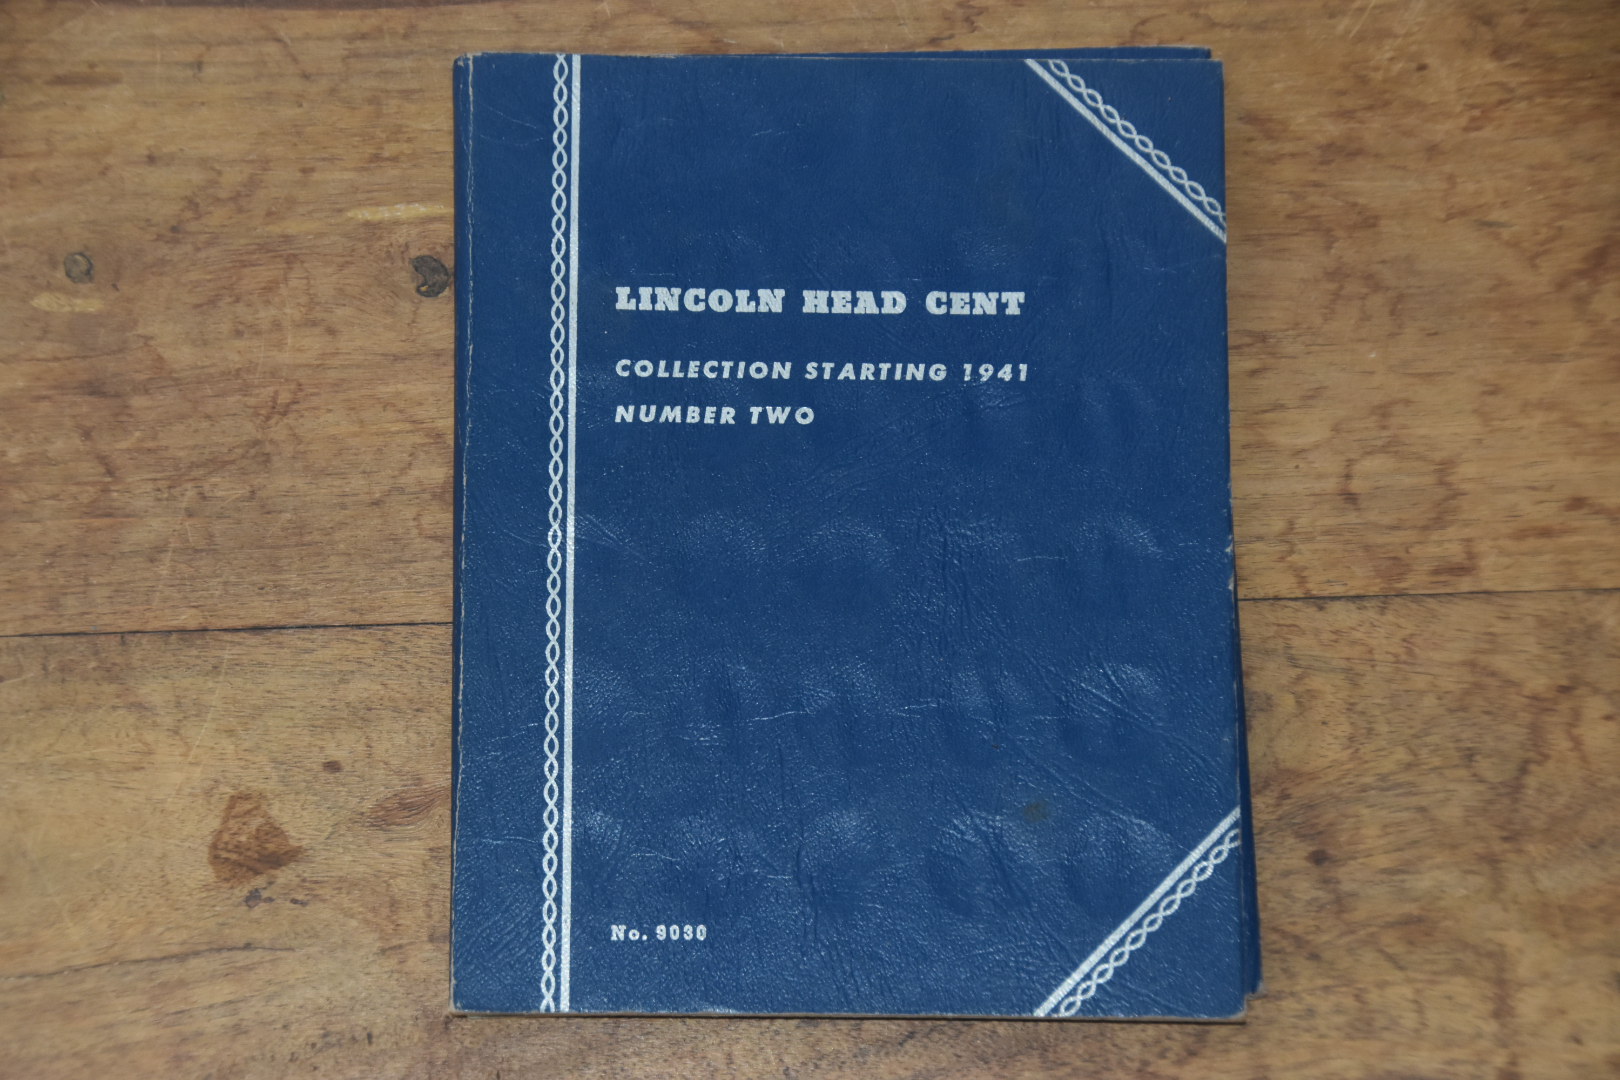 LINCOLN HEAD CENT
COLLECTION STARTING 1941
NUMBER TWO
No. 9030